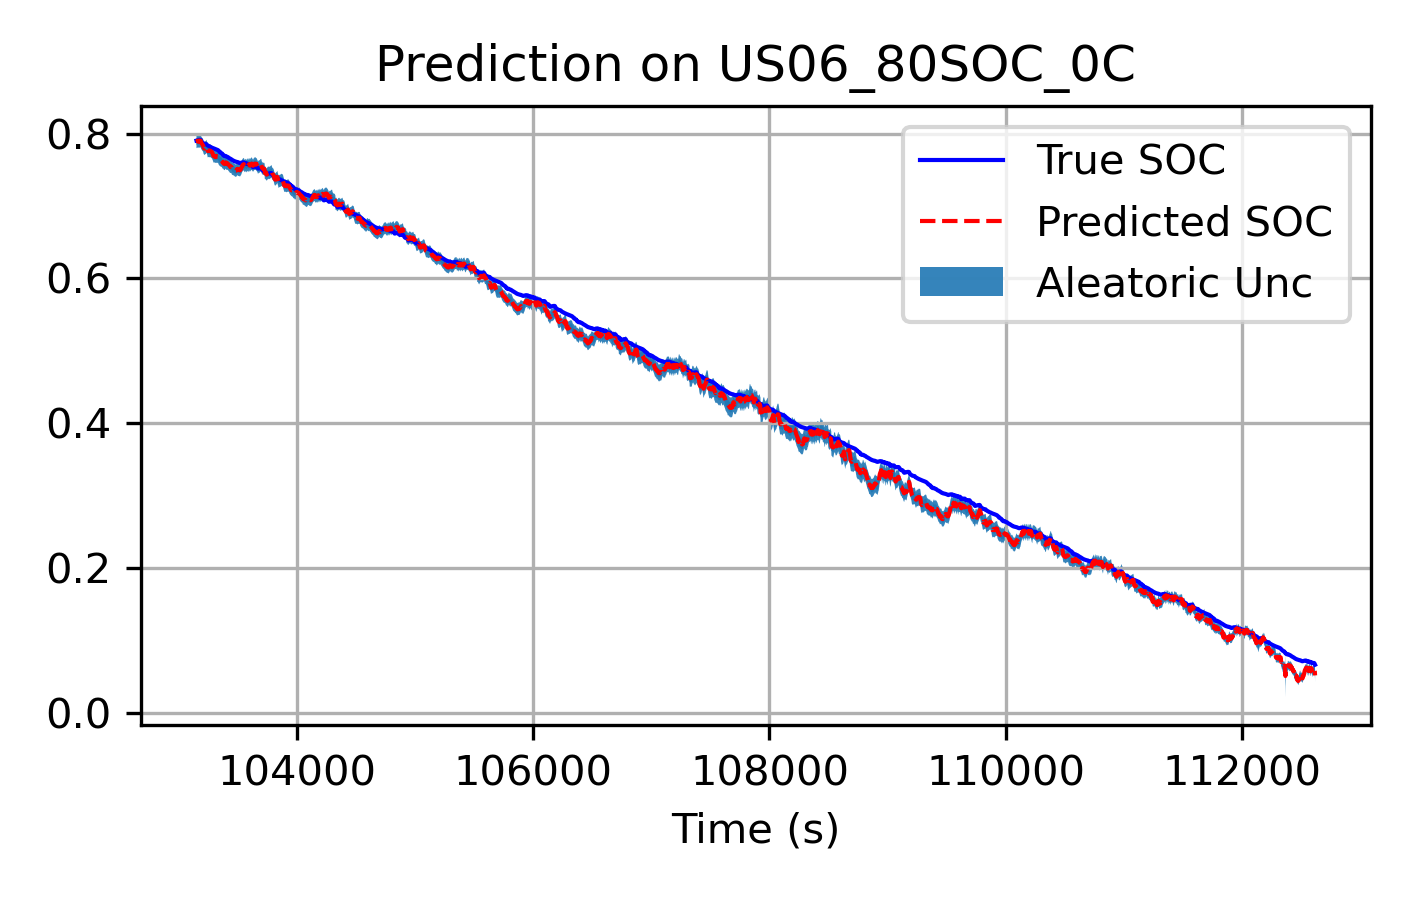 Prediction on US06_80SOC_0C
True SOC
Predicted SOC
Aleatoric Unc
0.8
0.6
0.4
0.2
0.0
104000 106000 108000 110000 112000
Time (s)